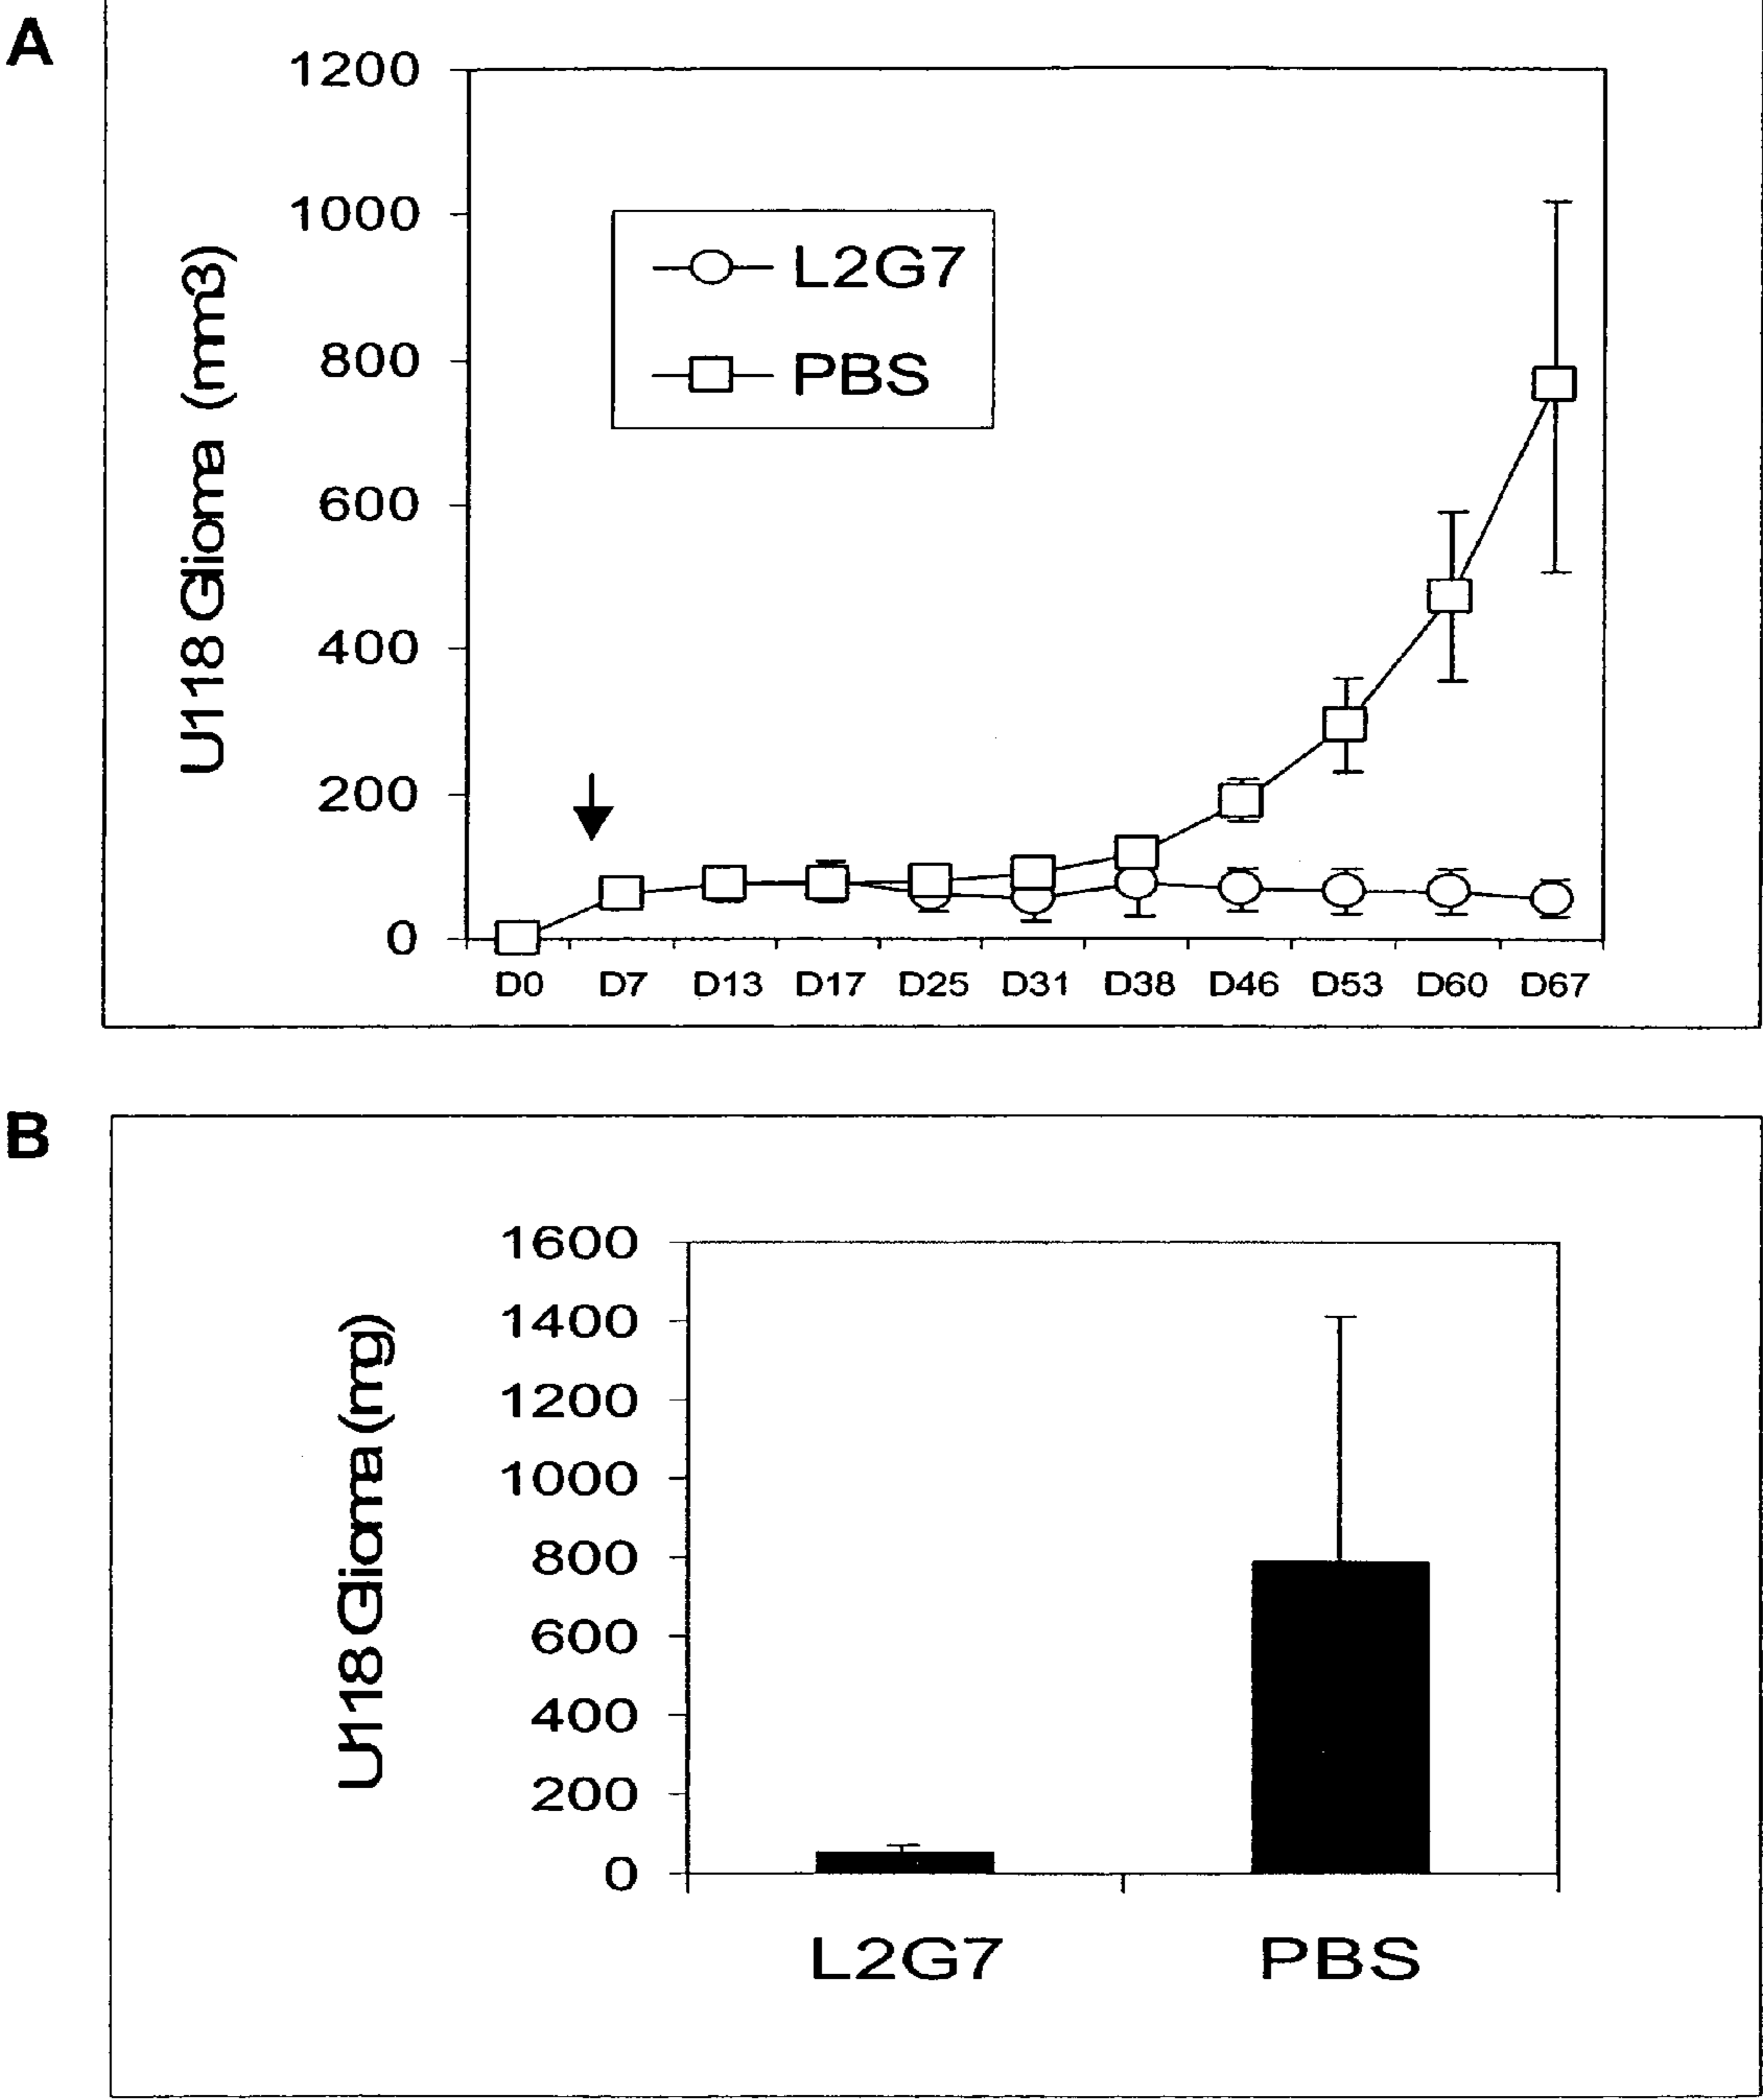 A
U118 Glioma (mm3)
1200
1000
800
600
400
200
0
L2G7
PBS
D0 D7 D13 D17 D25 D31 D38 D46 D53 D60 D67
B
U118 Glioma (mg)
1600
1400
1200
1000
800
600
400
200
0
L2G7 PBS